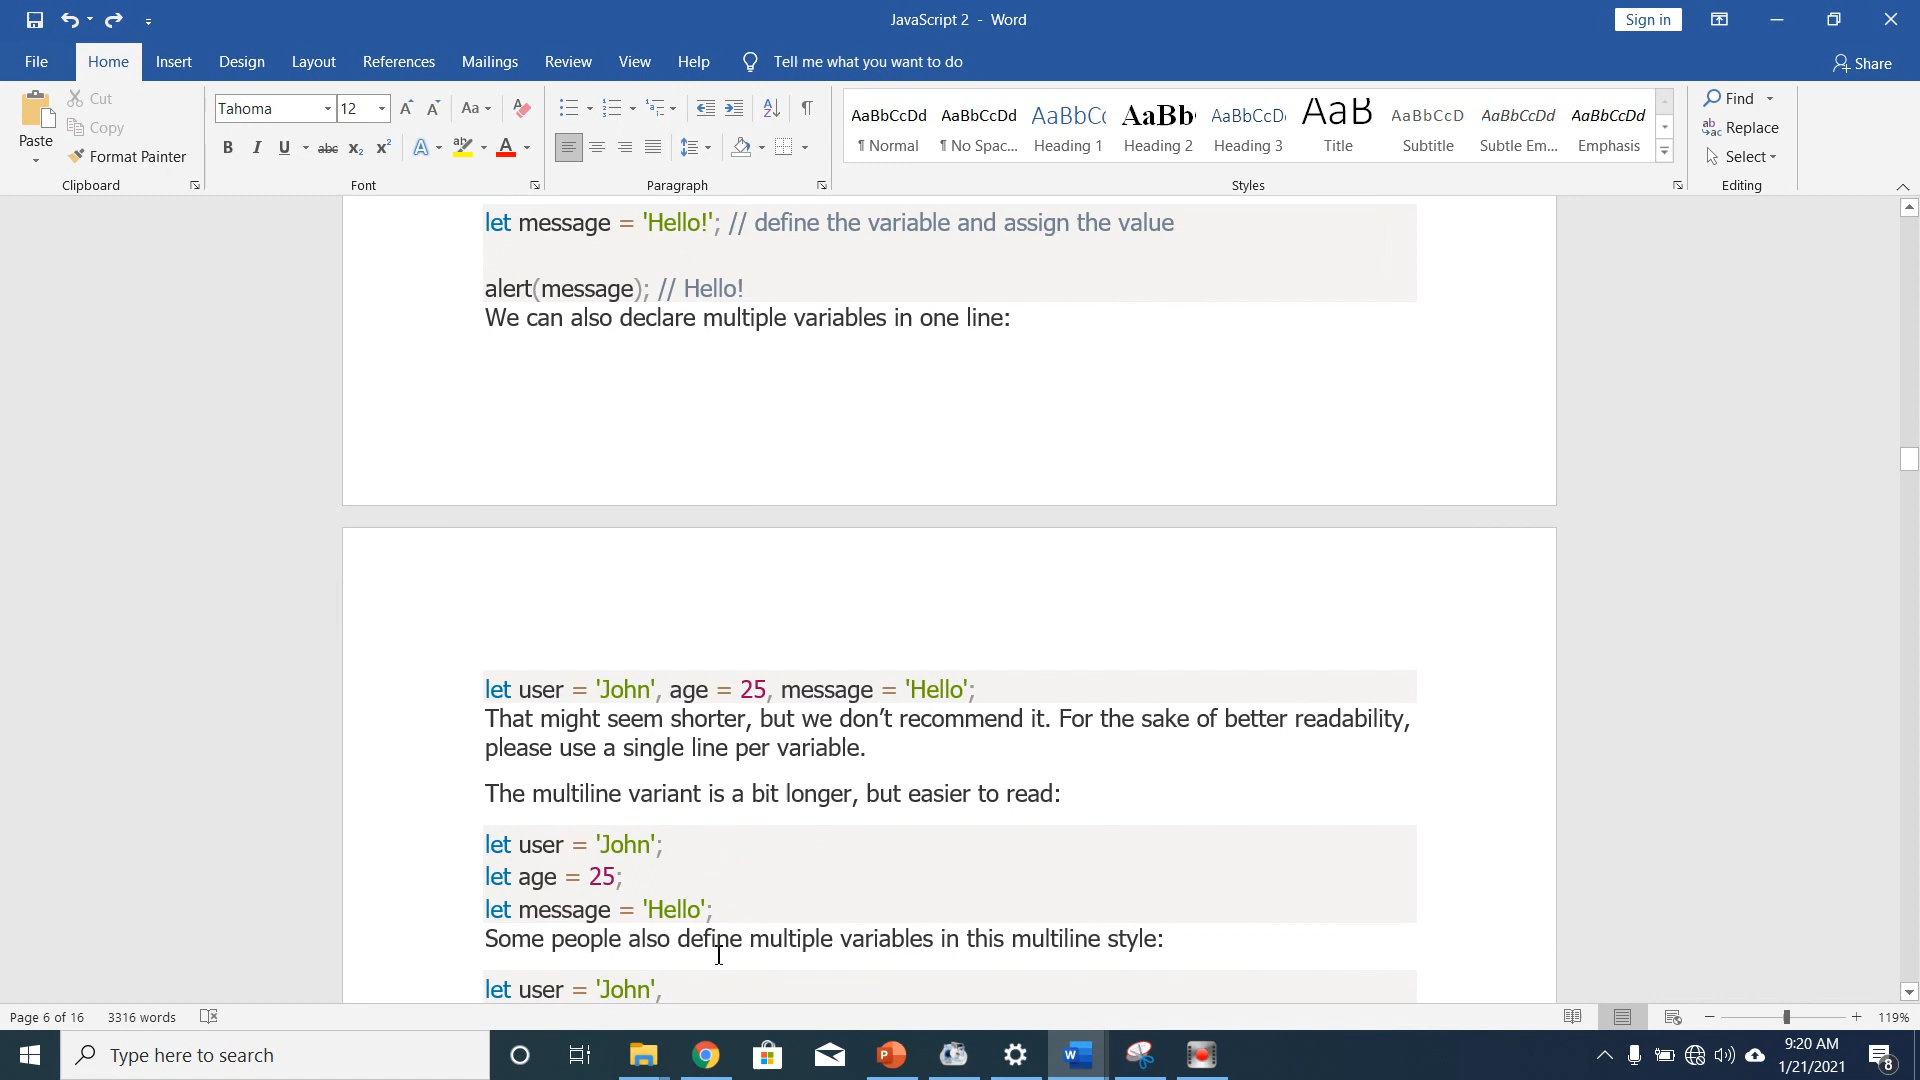 JavaScript 2 - Word
Sign in
File Home Insert Design Layout References Mailings Review View Help Tell me what you want to do Share
Paste
Cut
Copy
Format Painter
Clipboard
Tahoma 12
Font
Paragraph
AaBbCcDd AaBbCcDd AaBbCc AaBb AaBbCcD AaB AaBbCcD AaBbCcDd AaBbCcDd
¶ Normal ¶ No Spac... Heading 1 Heading 2 Heading 3 Title Subtitle Subtle Em... Emphasis
Styles
Find
Replace
Select
Editing
let message = 'Hello!'; // define the variable and assign the value
alert(message); // Hello!
We can also declare multiple variables in one line:
let user = 'John', age = 25, message = 'Hello';
That might seem shorter, but we don’t recommend it. For the sake of better readability,
please use a single line per variable.
The multiline variant is a bit longer, but easier to read:
let user = 'John';
let age = 25;
let message = 'Hello';
Some people also define multiple variables in this multiline style:
let user = 'John',
Page 6 of 16 3316 words 119%
Type here to search
9:20 AM
1/21/2021
8